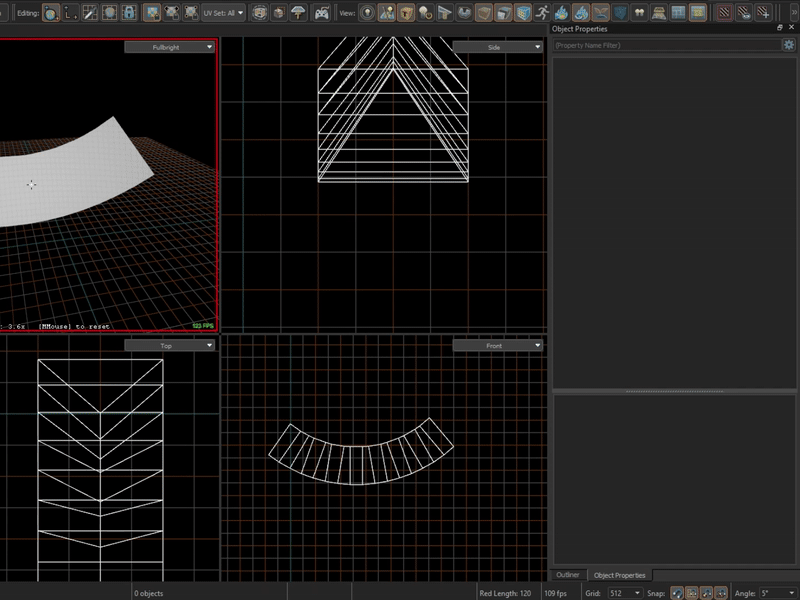 Editing:
UV Set: All
View:
Object Properties
(Property Name Filter)
Fullbright
Side
: 3.6x [MMouse] to reset
123 FPS
Top
Front
Outliner
Object Properties
0 objects
Red Length: 120
109 fps
Grid: 512
Snap:
Angle: 5°